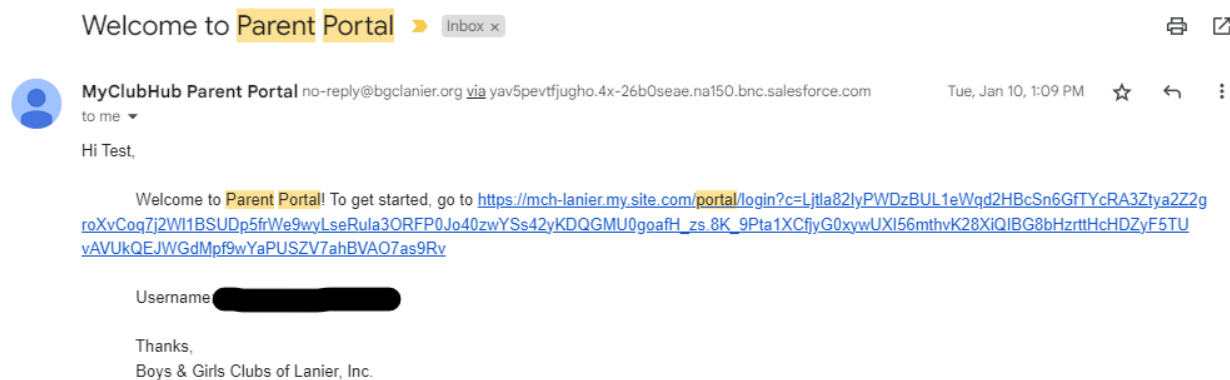 Welcome to Parent Portal Inbox ×
MyClubHub Parent Portal no-reply@bgclanier.org via yav5pevtfjugho.4x-26b0seae.na150.bnc.salesforce.com Tue, Jan 10, 1:09 PM
to me
Hi Test,
Welcome to Parent Portal! To get started, go to https://mch-lanier.my.site.com/portal/login?c=Ljtla82IyPWDzBUL1eWqd2HBcSn6GfTYcRA3Ztya2Z2g
roXvCoq7j2WI1BSUDp5frWe9wyLseRula3ORFP0Jo40zwYSs42yKDQGMU0goafH_zs.8K_9Pta1XCfjyG0xywUXI56mthvK28XiQIBG8bHzrttHcHDZyF5TU
vAVUkQEJWGdMpf9wYaPUSZV7ahBVAO7as9Rv
Username
Thanks,
Boys & Girls Clubs of Lanier, Inc.